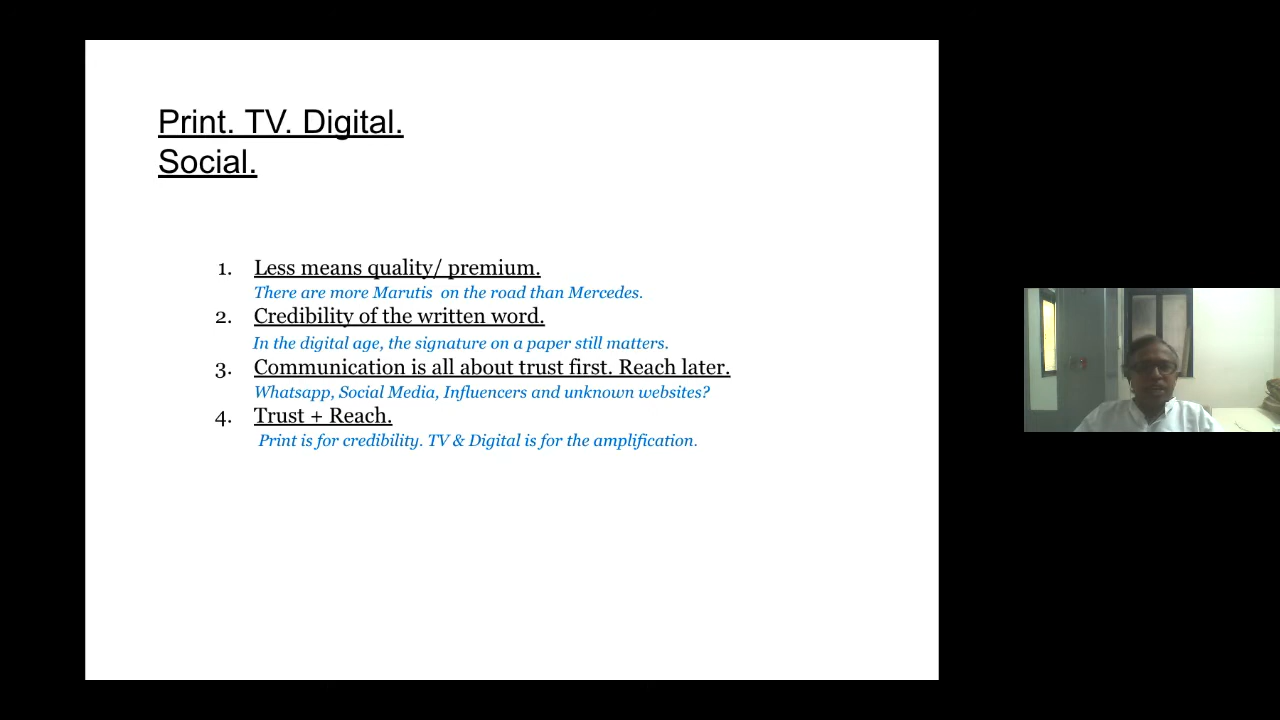 Print. TV. Digital.
Social.
1. Less means quality/ premium.
There are more Marutis on the road than Mercedes.
2. Credibility of the written word.
In the digital age, the signature on a paper still matters.
3. Communication is all about trust first. Reach later.
Whatsapp, Social Media, Influencers and unknown websites?
4. Trust + Reach.
Print is for credibility. TV & Digital is for the amplification.